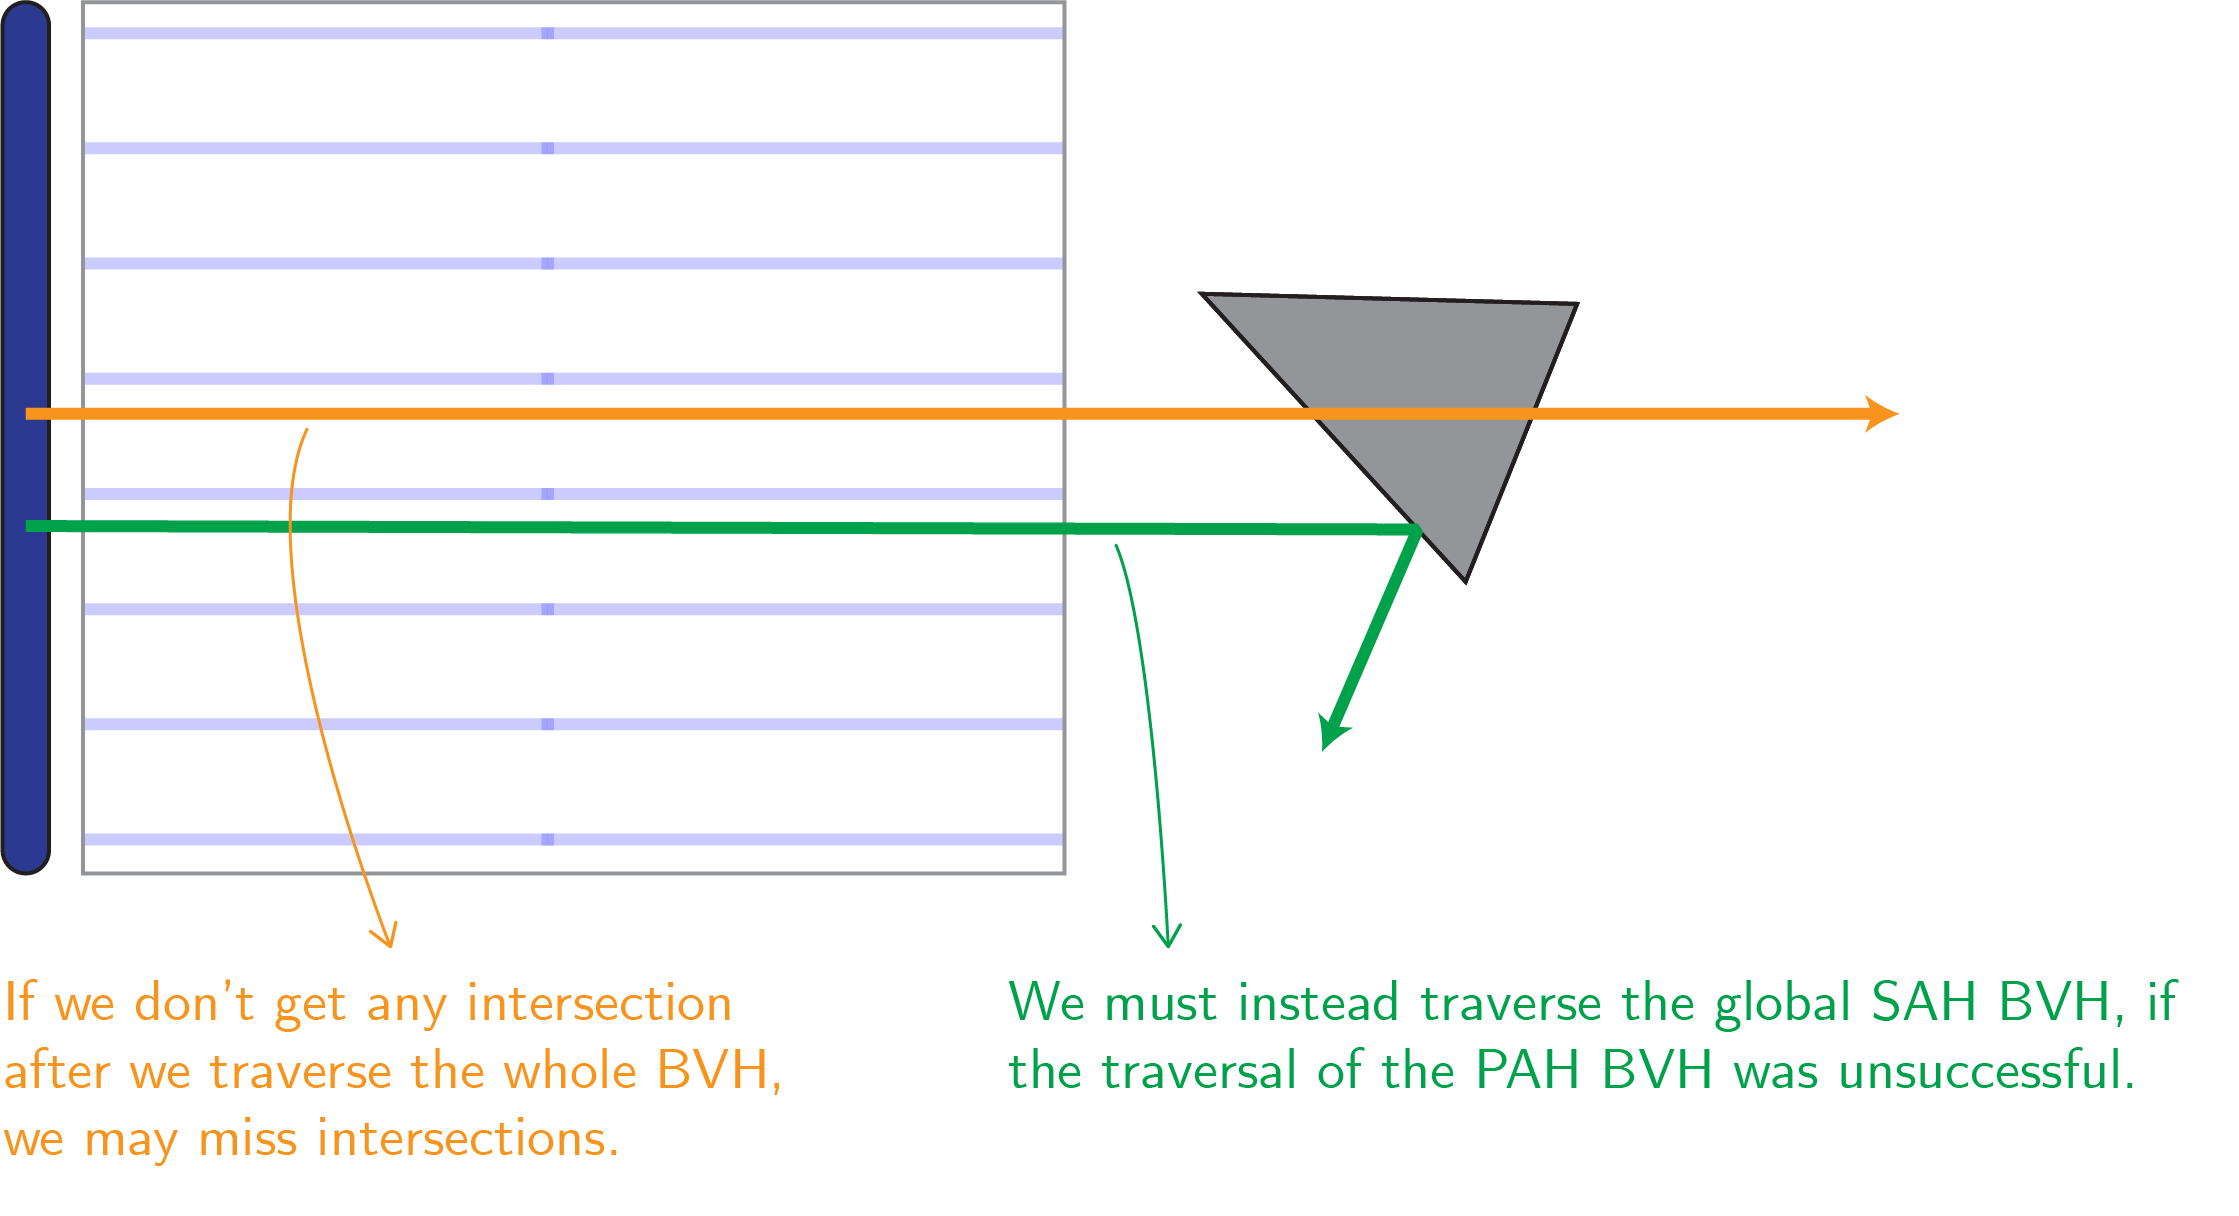 If we don't get any intersection
after we traverse the whole BVH,
we may miss intersections.
We must instead traverse the global SAH BVH, if
the traversal of the PAH BVH was unsuccessful.